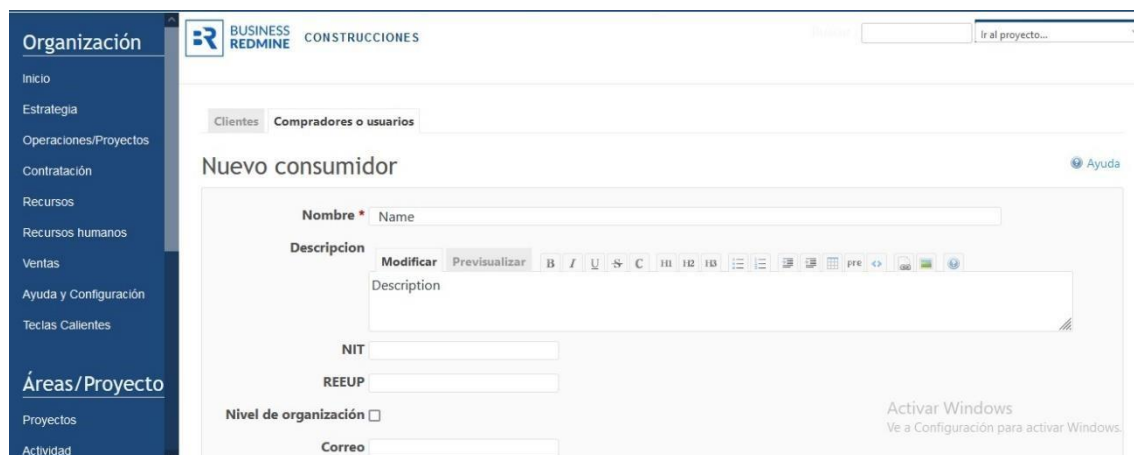 Organización
Inicio
Estrategia
Operaciones/Proyectos
Contratación
Recursos
Recursos humanos
Ventas
Ayuda y Configuración
Teclas Calientes
Áreas/Proyecto
Proyectos
Actividad
BUSINESS
REDMINE
CONSTRUCCIONES
Ir al proyecto...
Clientes Compradores o usuarios
Nuevo consumidor
Ayuda
Nombre * Name
Descripcion
Modificar Previsualizar B I U S C H1 H2 H3 pre <>
Description
NIT
REEUP
Nivel de organización
Correo
Activar Windows
Ve a Configuración para activar Windows.